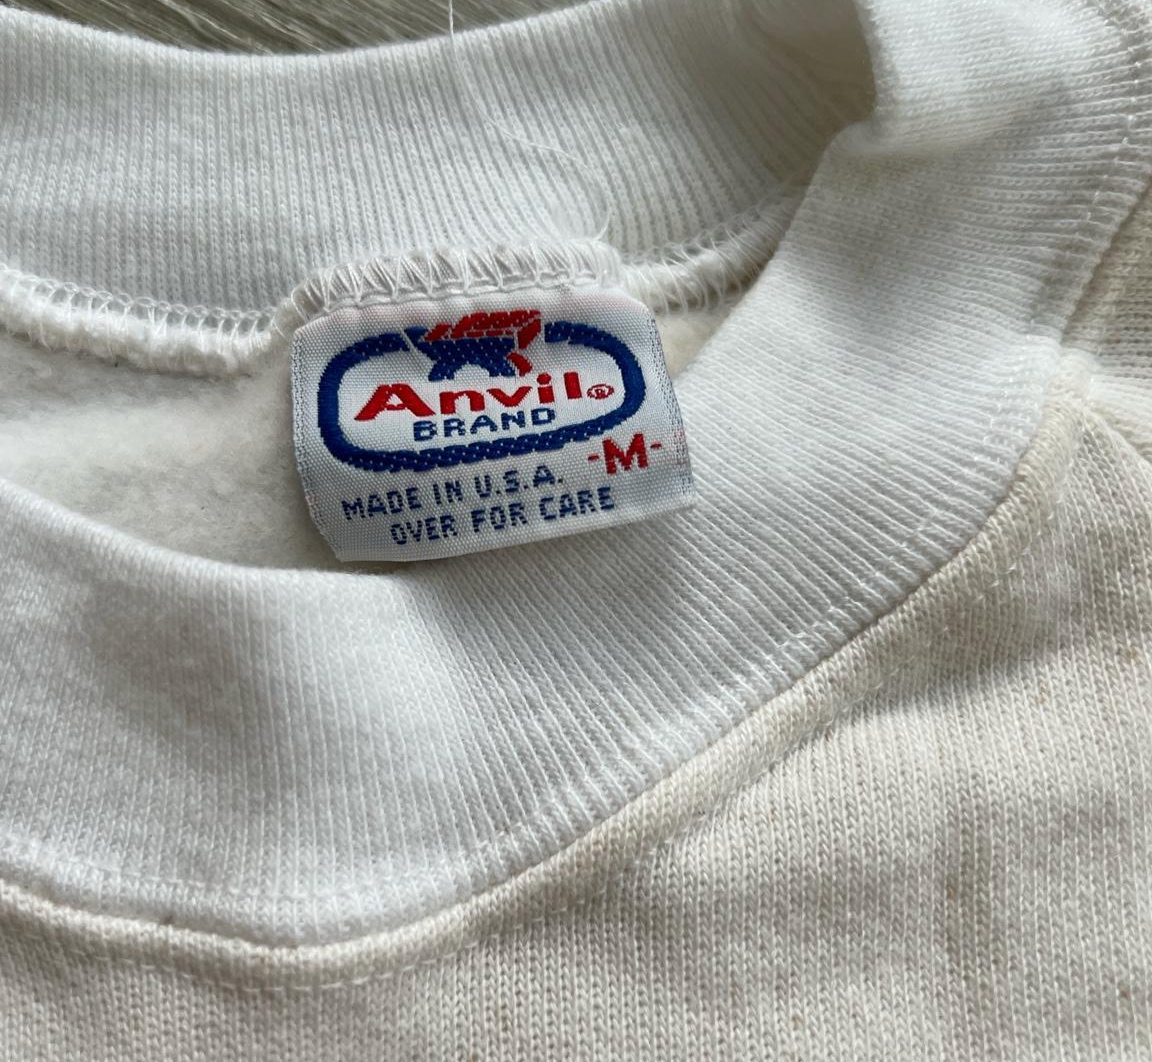 Anvil®
BRAND
-M-
MADE IN U.S.A.
OVER FOR CARE